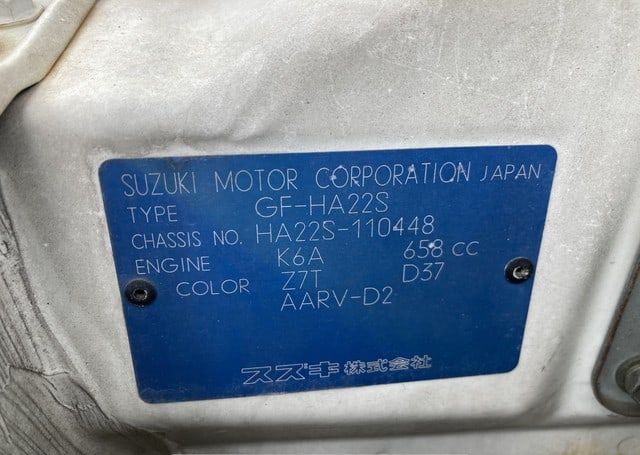 SUZUKI MOTOR CORPORATION JAPAN
TYPE GF-HA22S
CHASSIS NO. HA22S-110448
ENGINE K6A 658 CC
COLOR Z7T D37
AARV-D2
スズキ株式会社